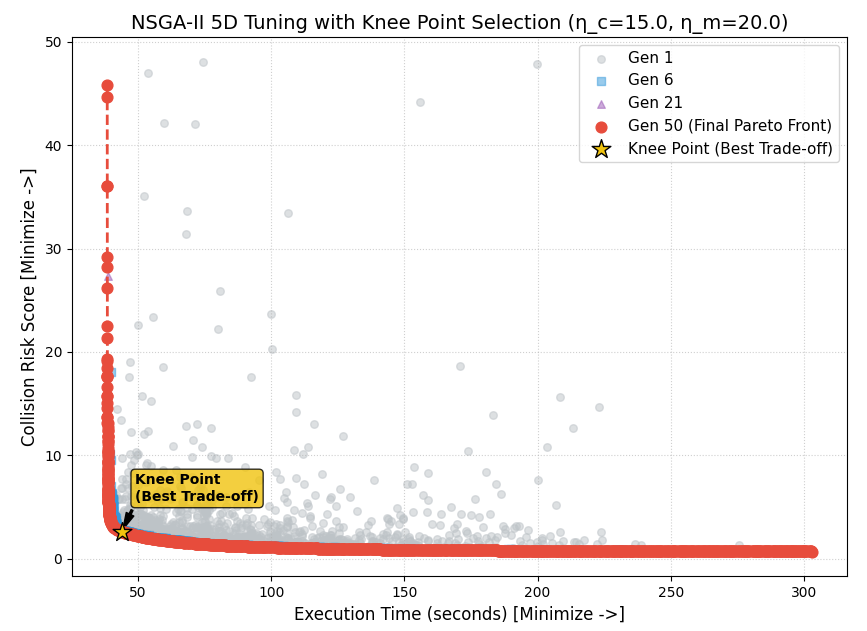 NSGA-II 5D Tuning with Knee Point Selection (η_c=15.0, η_m=20.0)
Collision Risk Score [Minimize ->]
50
40
30
20
10
0
Gen 1
Gen 6
Gen 21
Gen 50 (Final Pareto Front)
Knee Point (Best Trade-off)
Knee Point
(Best Trade-off)
50 100 150 200 250 300
Execution Time (seconds) [Minimize ->]